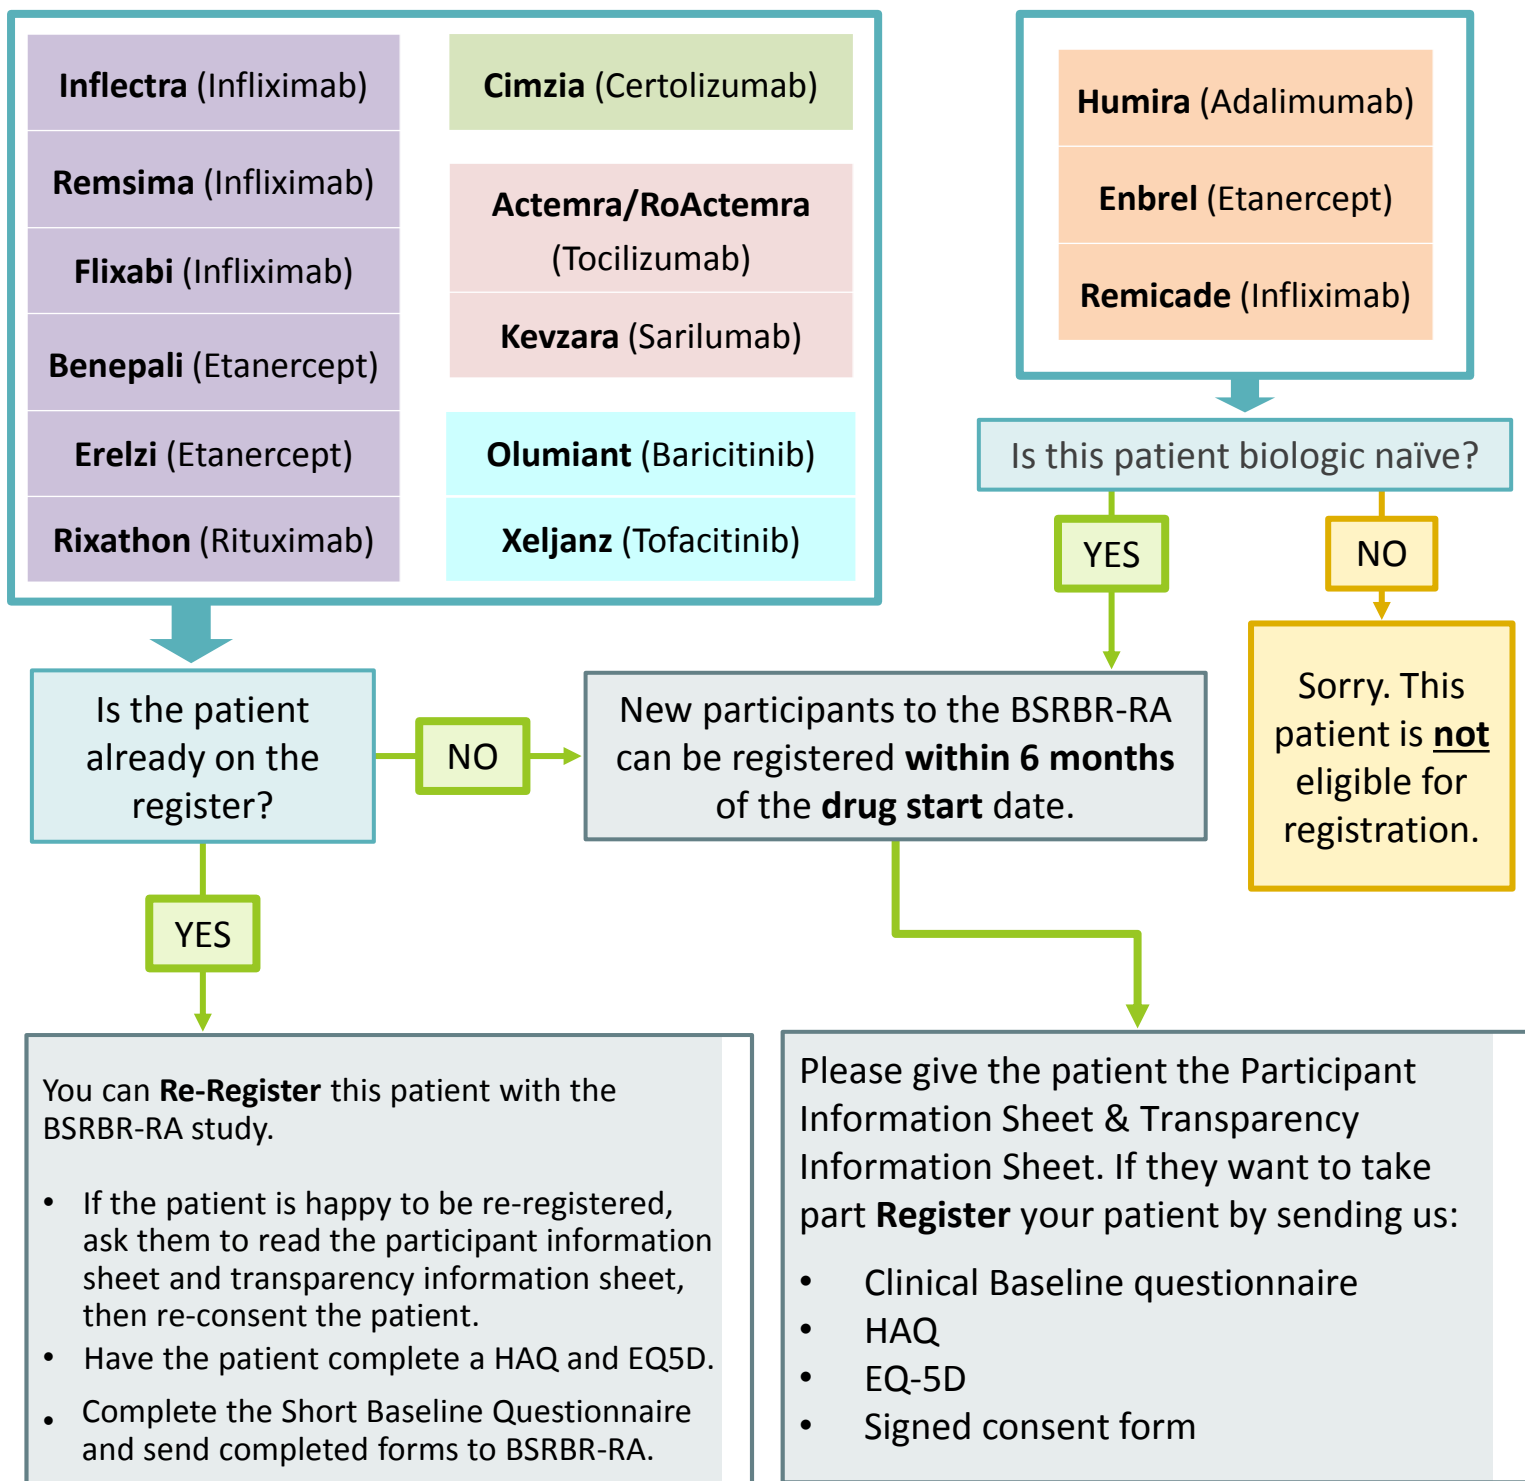 Inflectra (Infliximab)
Remsima (Infliximab)
Flixabi (Infliximab)
Benepali (Etanercept)
Erelzi (Etanercept)
Rixathon (Rituximab)
Cimzia (Certolizumab)
Actemra/RoActemra
(Tocilizumab)
Kevzara (Sarilumab)
Olumiant (Baricitinib)
Xeljanz (Tofacitinib)
Humira (Adalimumab)
Enbrel (Etanercept)
Remicade (Infliximab)
Is this patient biologic naïve?
YES
NO
Is the patient
already on the
register?
NO
New participants to the BSRBR-RA
can be registered within 6 months
of the drug start date.
Sorry. This
patient is not
eligible for
registration.
YES
You can Re-Register this patient with the
BSRBR-RA study.
• If the patient is happy to be re-registered,
ask them to read the participant information
sheet and transparency information sheet,
then re-consent the patient.
• Have the patient complete a HAQ and EQ5D.
• Complete the Short Baseline Questionnaire
and send completed forms to BSRBR-RA.
Please give the patient the Participant
Information Sheet & Transparency
Information Sheet. If they want to take
part Register your patient by sending us:
• Clinical Baseline questionnaire
• HAQ
• EQ-5D
• Signed consent form